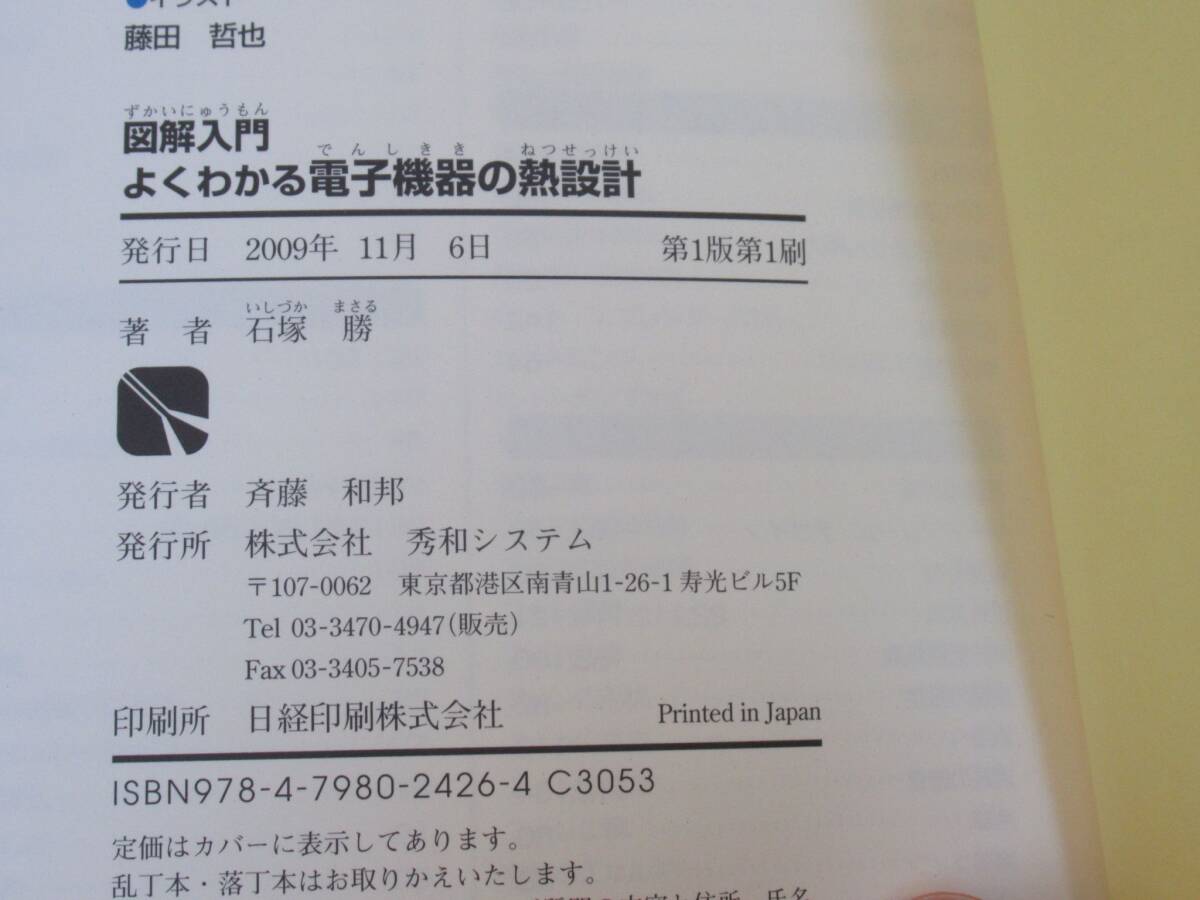 ●イラスト
藤田 哲也
ずかいにゅうもん
図解入門
でんしきき ねつせっけい
よくわかる電子機器の熱設計
発行日 2009年 11月 6日 第1版第1刷
いしづか まさる
著 者 石塚 勝
発行者 斉藤 和邦
発行所 株式会社 秀和システム
〒107-0062 東京都港区南青山1-26-1 寿光ビル5F
Tel 03-3470-4947(販売)
Fax 03-3405-7538
印刷所 日経印刷株式会社 Printed in Japan
ISBN978-4-7980-2426-4 C3053
定価はカバーに表示してあります。
乱丁本・落丁本はお取りかえいたします。